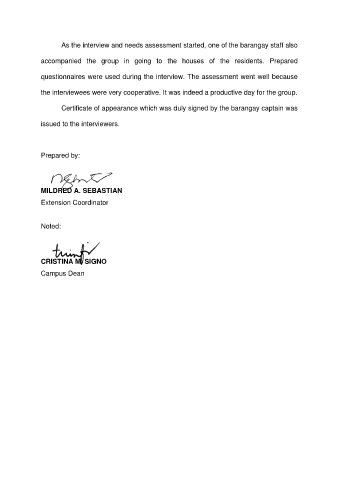 As the interview and needs assessment started, one of the barangay staff also
accompanied the group in going to the houses of the residents. Prepared
questionnaires were used during the interview. The assessment went well because
the interviewees were very cooperative. It was indeed a productive day for the group.
Certificate of appearance which was duly signed by the barangay captain was
issued to the interviewers.
Prepared by:
MILDRED A. SEBASTIAN
Extension Coordinator
Noted:
CRISTINA M. SIGNO
Campus Dean